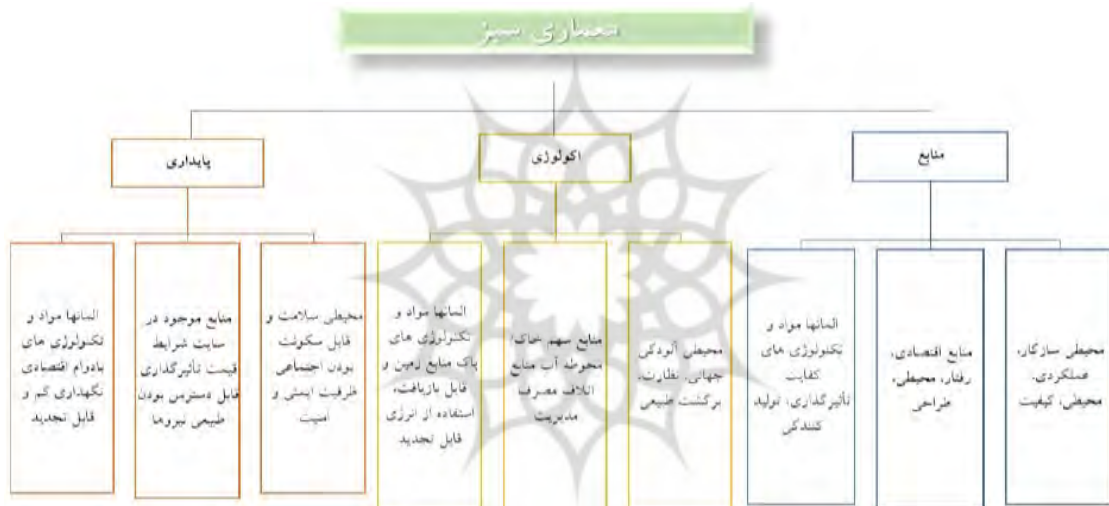 معماری سبز
منابع
اکولوژی
پایداری
محیطی سازگار،
عملکردی،
محیطی، کیفیت
منابع اقتصادی،
رفتار، محیطی،
طراحی
المانها مواد و
تکنولوژی های
کفایت
تأثیرگذاری، تولید
کنندگی
محیطی آلودگی
جهانی، نظارت،
برگشت طبیعی
منابع سهم خاک/
محوطه آب منابع
اتلاف مصرف
مدیریت
المانها مواد و
تکنولوژی های
پاک منابع زمین و
قابل بازیافت،
استفاده از انرژی
قابل تجدید
محیطی سلامت و
قابل سکونت
بودن اجتماعی
ظرفیت ایمنی و
امنیت
منابع موجود در
سایت شرایط
قیمت تأثیرگذاری
قابل دسترسی بودن
طبیعی نیروها
المانها مواد و
تکنولوژی های
بادوام اقتصادی
نگهداری کم و
قابل تجدید